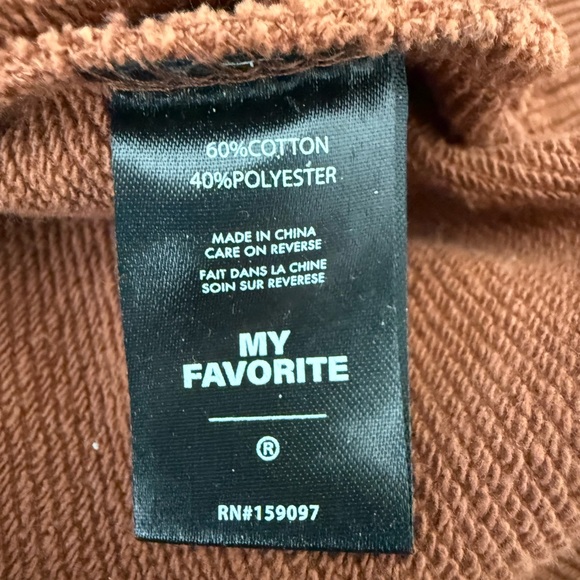 60%COTTON
40%POLYESTER
MADE IN CHINA
CARE ON REVERSE
FAIT DANS LA CHINE
SOIN SUR REVERESE
MY
FAVORITE
®
RN#159097